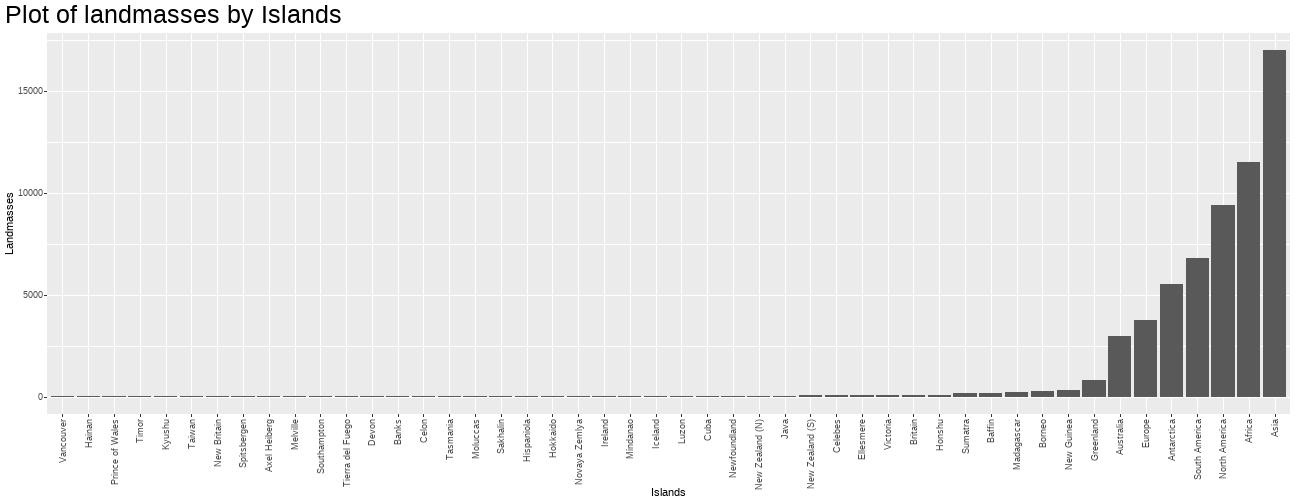 Plot of landmasses by Islands
Landmasses
15000
10000
5000
0
Vancouver
Hainan
Prince of Wales
Timor
Kyushu
Taiwan
New Britain
Spitsbergen
Axel Heiberg
Melville
Southampton
Tierra del Fuego
Devon
Banks
Celon
Tasmania
Moluccas
Sakhalin
Hispaniola
Hokkaido
Novaya Zemlya
Ireland
Mindanao
Iceland
Luzon
Cuba
Newfoundland
New Zealand (N)
Java
New Zealand (S)
Celebes
Ellesmere
Victoria
Britain
Honshu
Sumatra
Baffin
Madagascar
Borneo
New Guinea
Greenland
Australia
Europe
Antarctica
South America
North America
Africa
Asia
Islands